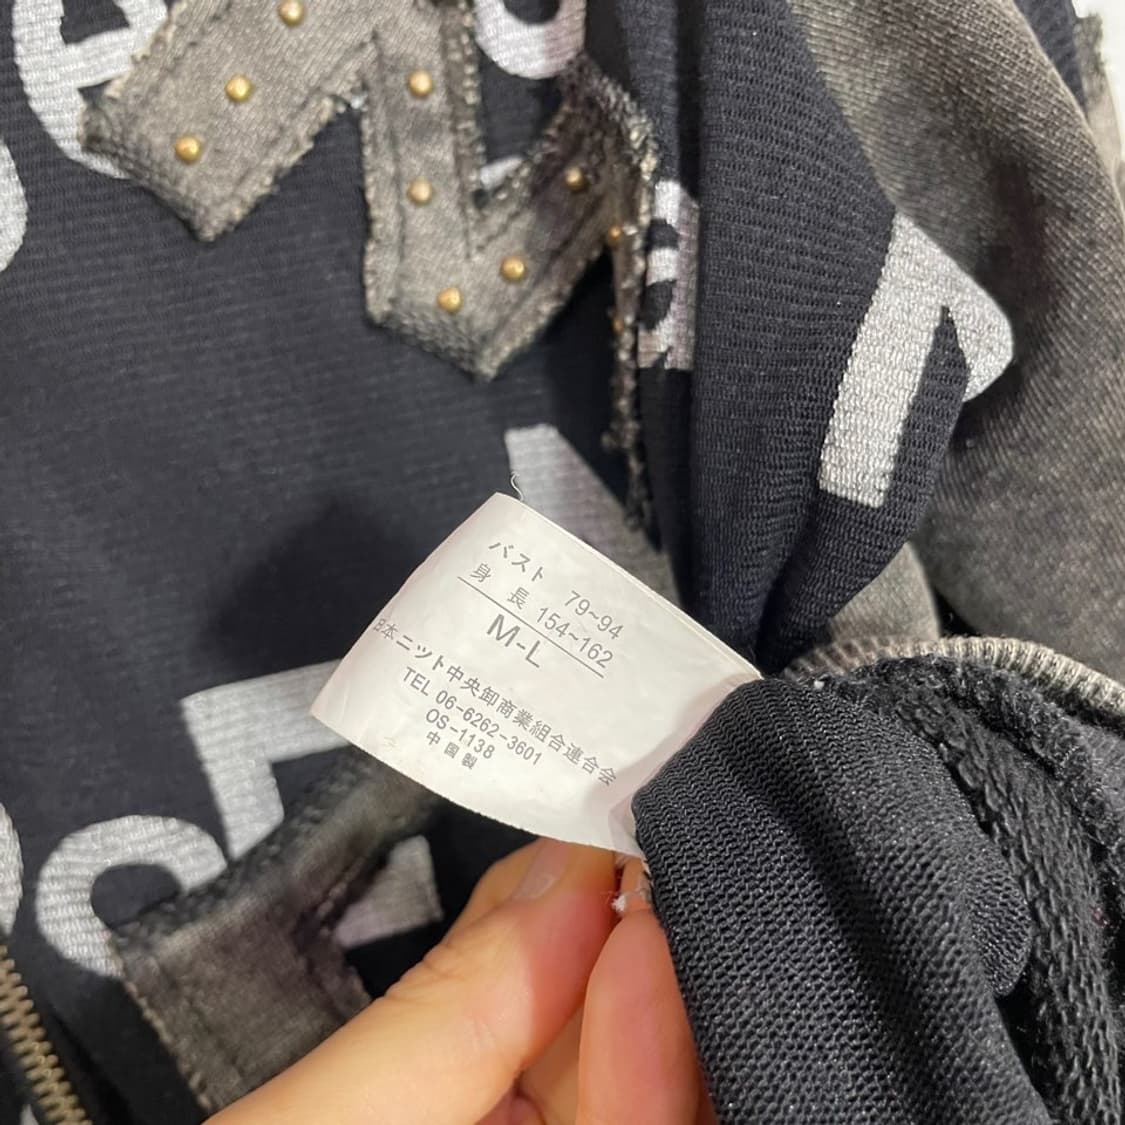 バスト 79~94
身長 154~162
M-L
日本ニット中央卸商業組合連合会
TEL 06-6262-3601
OS-1138
中国製